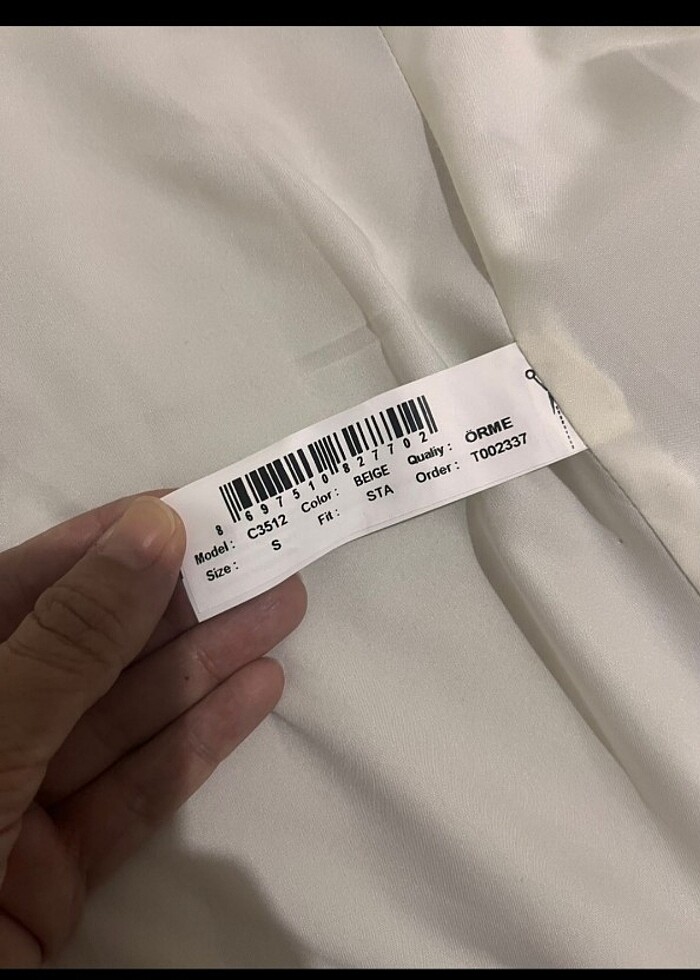 8 697510 827702
Model : C3512 Color : BEIGE Qualiy : ÖRME
Size : S Fit : STA Order : T002337